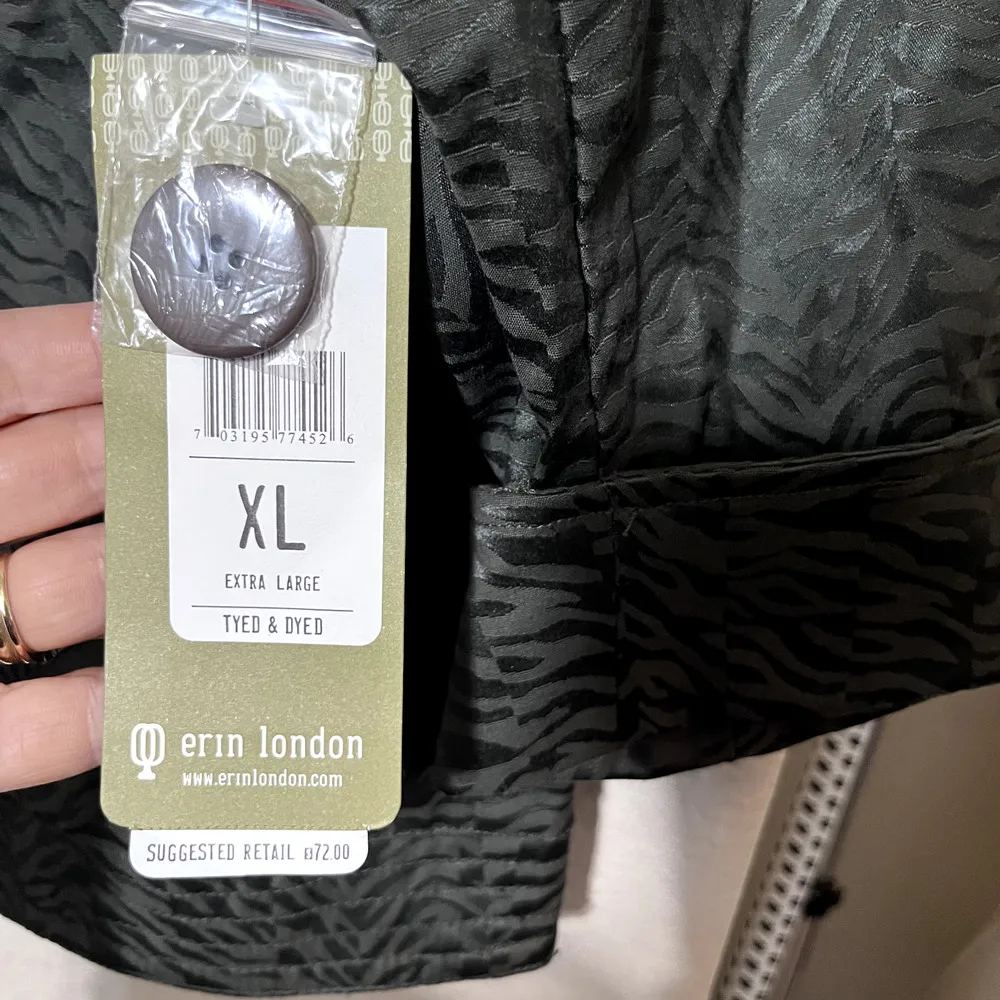 7 03195 77452 6
XL
EXTRA LARGE
TYED & DYED
erin london
www.erinlondon.com
SUGGESTED RETAIL $72.00